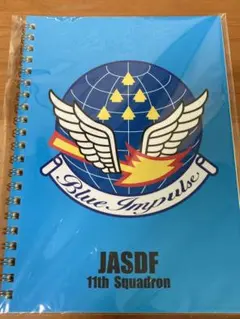 Blue Impulse
JASDF
11th Squadron